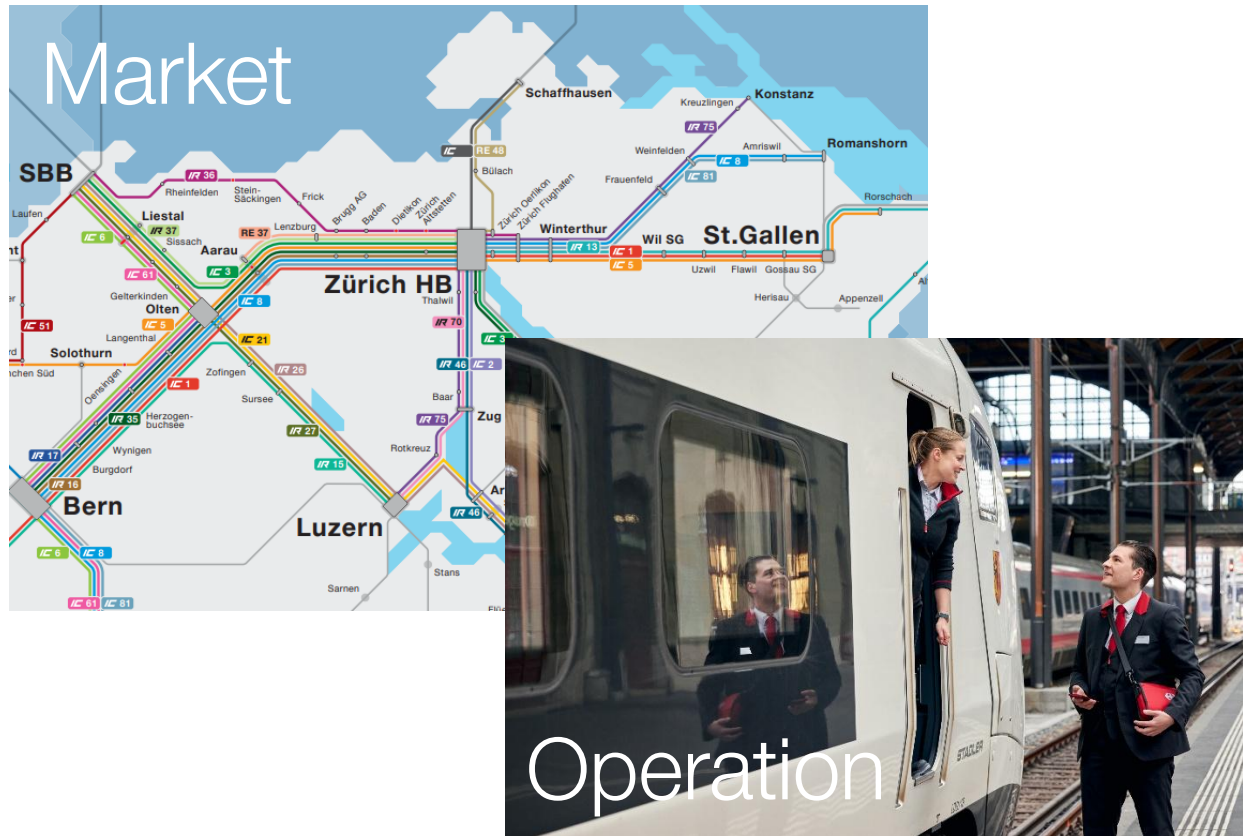 Market
Schaffhausen
Konstanz
Kreuzlingen
IR 75
IC
RE 48
Romanshorn
Amriswil
Weinfelden
IC 8
SBB
IR 36
Bülach
IC 81
Rheinfelden
Stein-
Säckingen
Frick
Brugg AG
Baden
Dietikon
Zürich
Altstetten
Zürich Oerlikon
Zürich Flughafen
Frauenfeld
Rorschach
Laufen
Liestal
IR 37
IC 6
Sissach
RE 37
Lenzburg
Winterthur
IR 13
IC 1
Wil SG
St.Gallen
Aarau
IC 3
IC 5
Uzwil
Flawil
Gossau SG
IC 61
Zürich HB
Gelterkinden
IC 8
Thalwil
Herisau
Appenzell
Olten
IC 51
IC 5
IR 70
Langenthal
IC 21
IC 3
Solothurn
IR 46
IC 2
Zofingen
IR 26
Oensingen
IC 1
Sursee
Baar
IR 35
Herzogen-
buchsee
IR 75
Zug
IR 27
IR 17
Wynigen
Rotkreuz
Burgdorf
IR 15
IR 16
Bern
Luzern
IR 46
IC 6
IC 8
Stans
Sarnen
IC 61
IC 81
STADLER
Operation